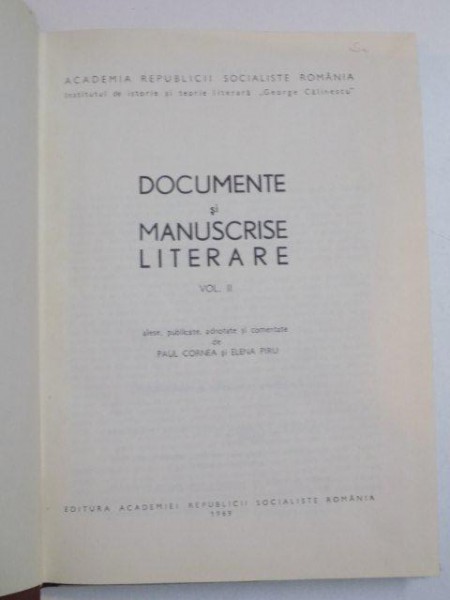 ACADEMIA REPUBLICII SOCIALISTE ROMÂNIA
Institutul de istorie și teorie literară „George Călinescu”
DOCUMENTE
și
MANUSCRISE
LITERARE
VOL. II
alese, publicate, adnotate și comentate
de
PAUL CORNEA și ELENA PIRU
EDITURA ACADEMIEI REPUBLICII SOCIALISTE ROMÂNIA
1969